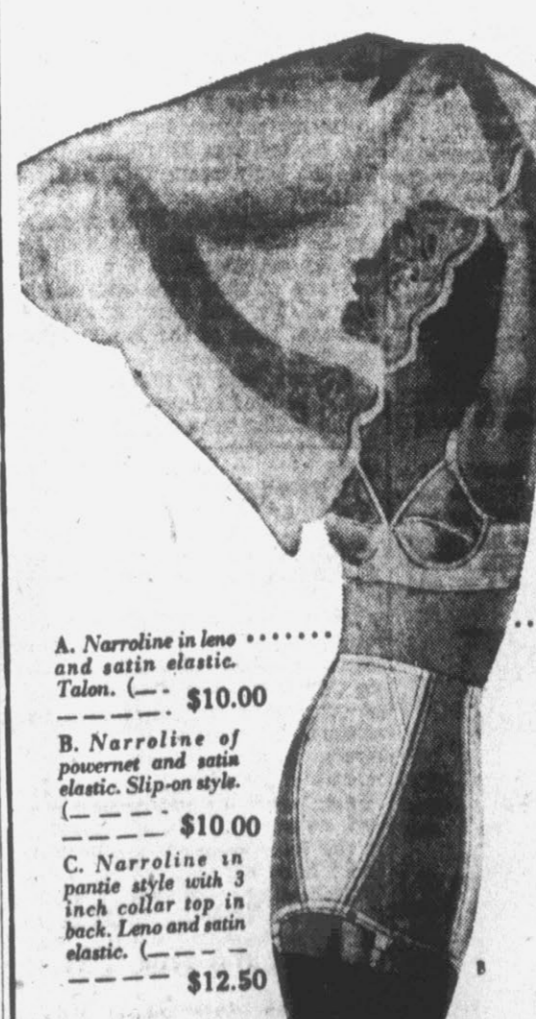 A. Narroline in leno
and satin elastic.
Talon. (— -
— — — —. $10.00
B. Narroline of
powernet and satin
elastic. Slip-on style.
(— — — -
— — — — $10.00
C. Narroline in
pantie style with 3
inch collar top in
back. Leno and satin
elastic. (— — — —
— — — — $12.50
B